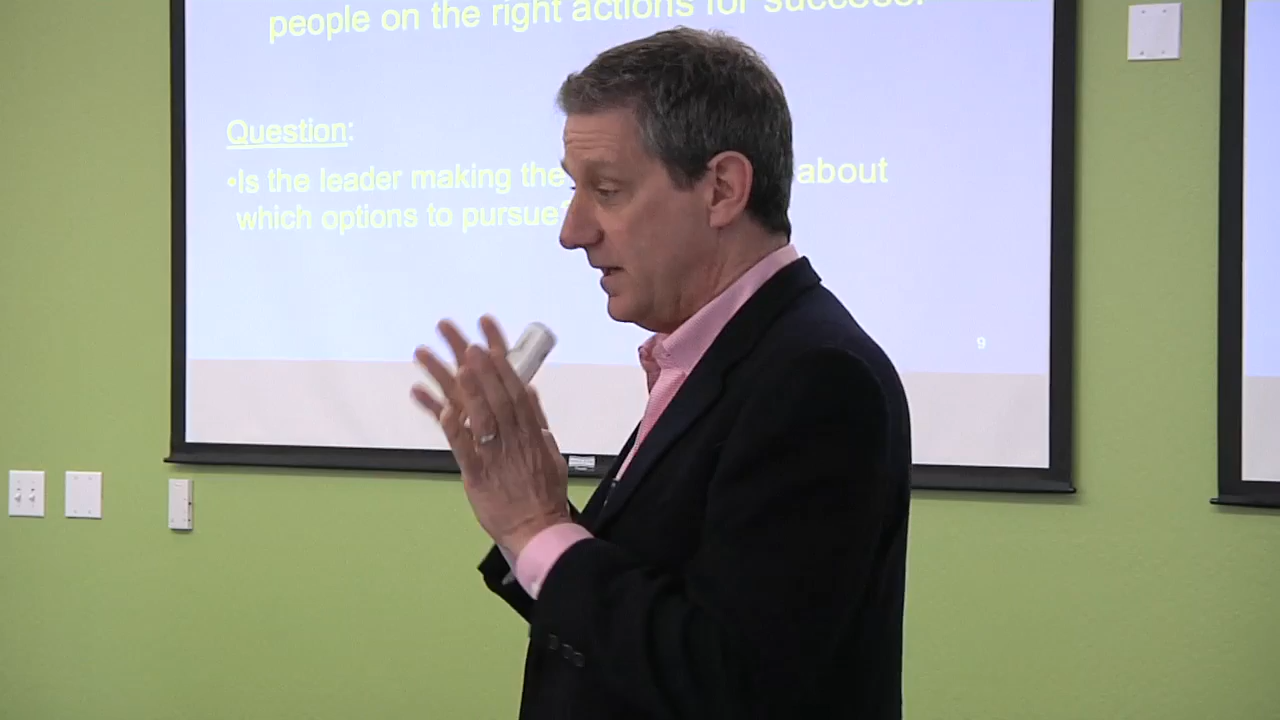 people on the right actions for success.
Question:
•Is the leader making the about
which options to pursue?
9